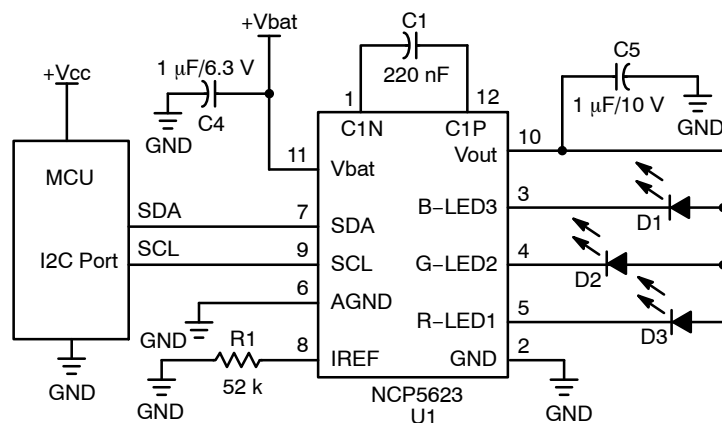 C1
+Vbat
220 nF
C5
+Vcc
1 μF/6.3 V
1
12
1 μF/10 V
GND
C4
GND
C1N
C1P
10
GND
MCU
11
Vbat
Vout
SDA
7
SDA
B–LED3
3
D1
SCL
9
SCL
G–LED2
4
D2
I2C Port
6
AGND
R–LED1
5
D3
GND
R1
8
IREF
GND
2
GND
GND
52 k
NCP5623
U1
GND